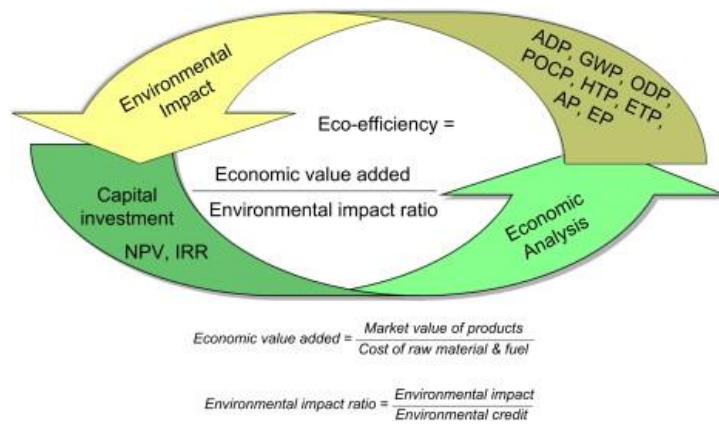 Environmental
Impact
ADP, GWP, ODP,
POCP, HTP, ETP,
AP, EP
Eco-efficiency =
Economic value added
Environmental impact ratio
Capital
investment
NPV, IRR
Economic
Analysis
Economic value added = Market value of products
Cost of raw material & fuel
Environmental impact ratio = Environmental impact
Environmental credit